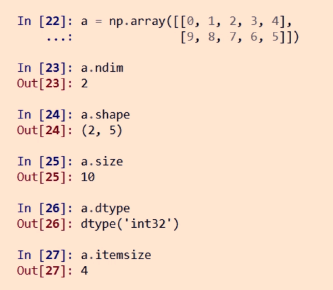 In [22]: a = np.array([[0, 1, 2, 3, 4],
...: [9, 8, 7, 6, 5]])
In [23]: a.ndim
Out[23]: 2
In [24]: a.shape
Out[24]: (2, 5)
In [25]: a.size
Out[25]: 10
In [26]: a.dtype
Out[26]: dtype('int32')
In [27]: a.itemsize
Out[27]: 4